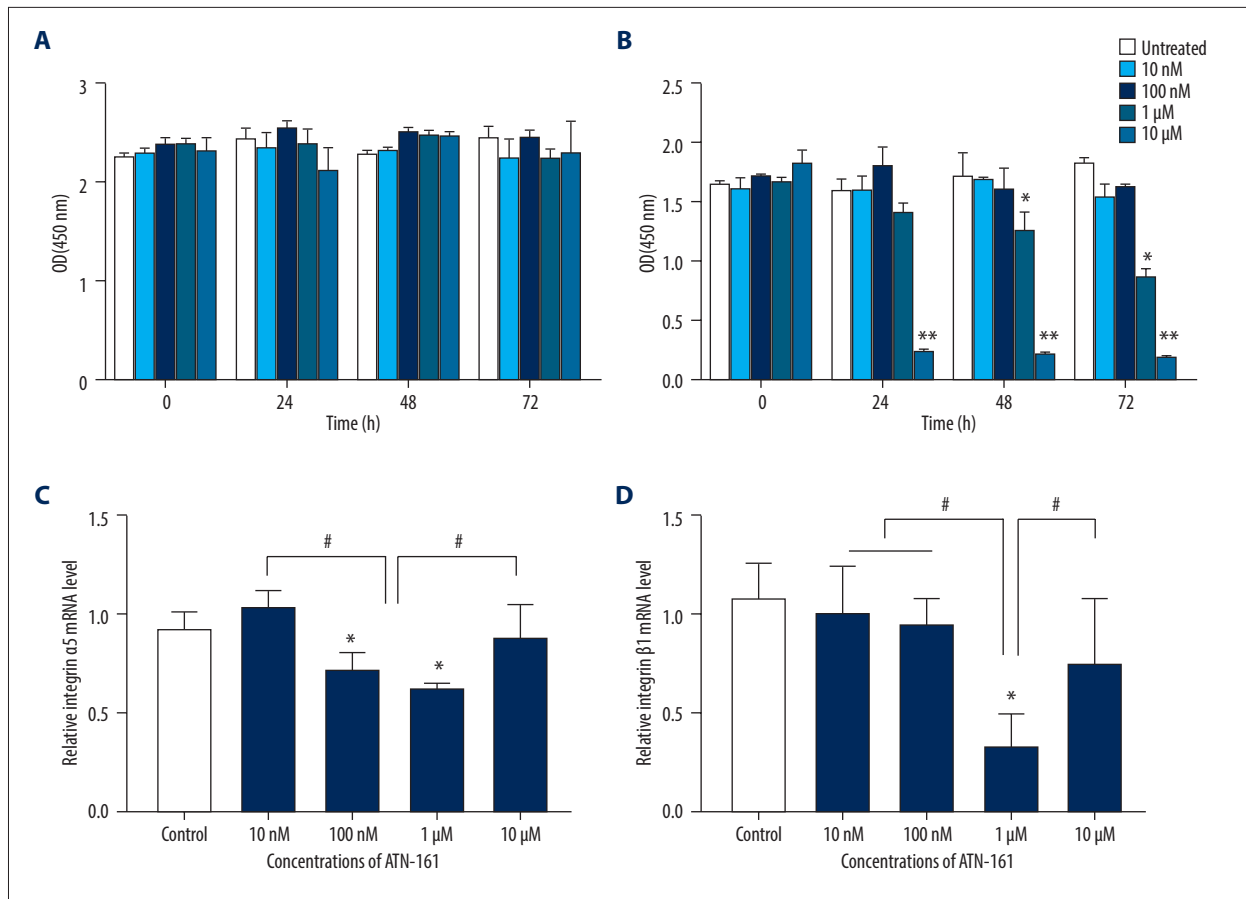 A
3
2
1
0
OD(450 nm)
0
24
48
72
Time (h)
B
Untreated
10 nM
100 nM
1 µM
10 µM
2.5
2.0
1.5
1.0
0.5
0.0
OD(450 nm)
**
*
**
*
**
0
24
48
72
Time (h)
C
1.5
1.0
0.5
0.0
Relative integrin α5 mRNA level
#
#
*
*
Control
10 nM
100 nM
1 µM
10 µM
Concentrations of ATN-161
D
1.5
1.0
0.5
0.0
Relative integrin β1 mRNA level
#
#
*
Control
10 nM
100 nM
1 µM
10 µM
Concentrations of ATN-161